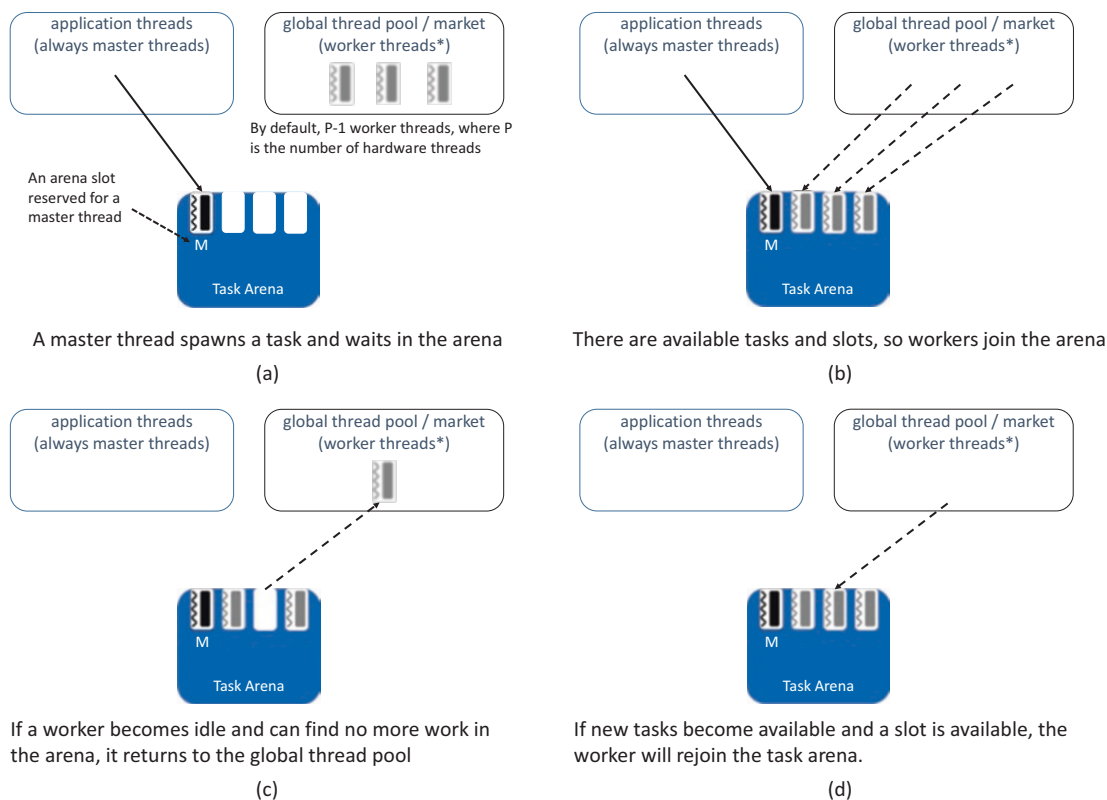 application threads
(always master threads)
global thread pool / market
(worker threads*)
By default, P-1 worker threads, where P
is the number of hardware threads
An arena slot
reserved for a
master thread
M
Task Arena
A master thread spawns a task and waits in the arena
(a)
application threads
(always master threads)
global thread pool / market
(worker threads*)
M
Task Arena
There are available tasks and slots, so workers join the arena
(b)
application threads
(always master threads)
global thread pool / market
(worker threads*)
M
Task Arena
If a worker becomes idle and can find no more work in
the arena, it returns to the global thread pool
(c)
application threads
(always master threads)
global thread pool / market
(worker threads*)
M
Task Arena
If new tasks become available and a slot is available, the
worker will rejoin the task arena.
(d)